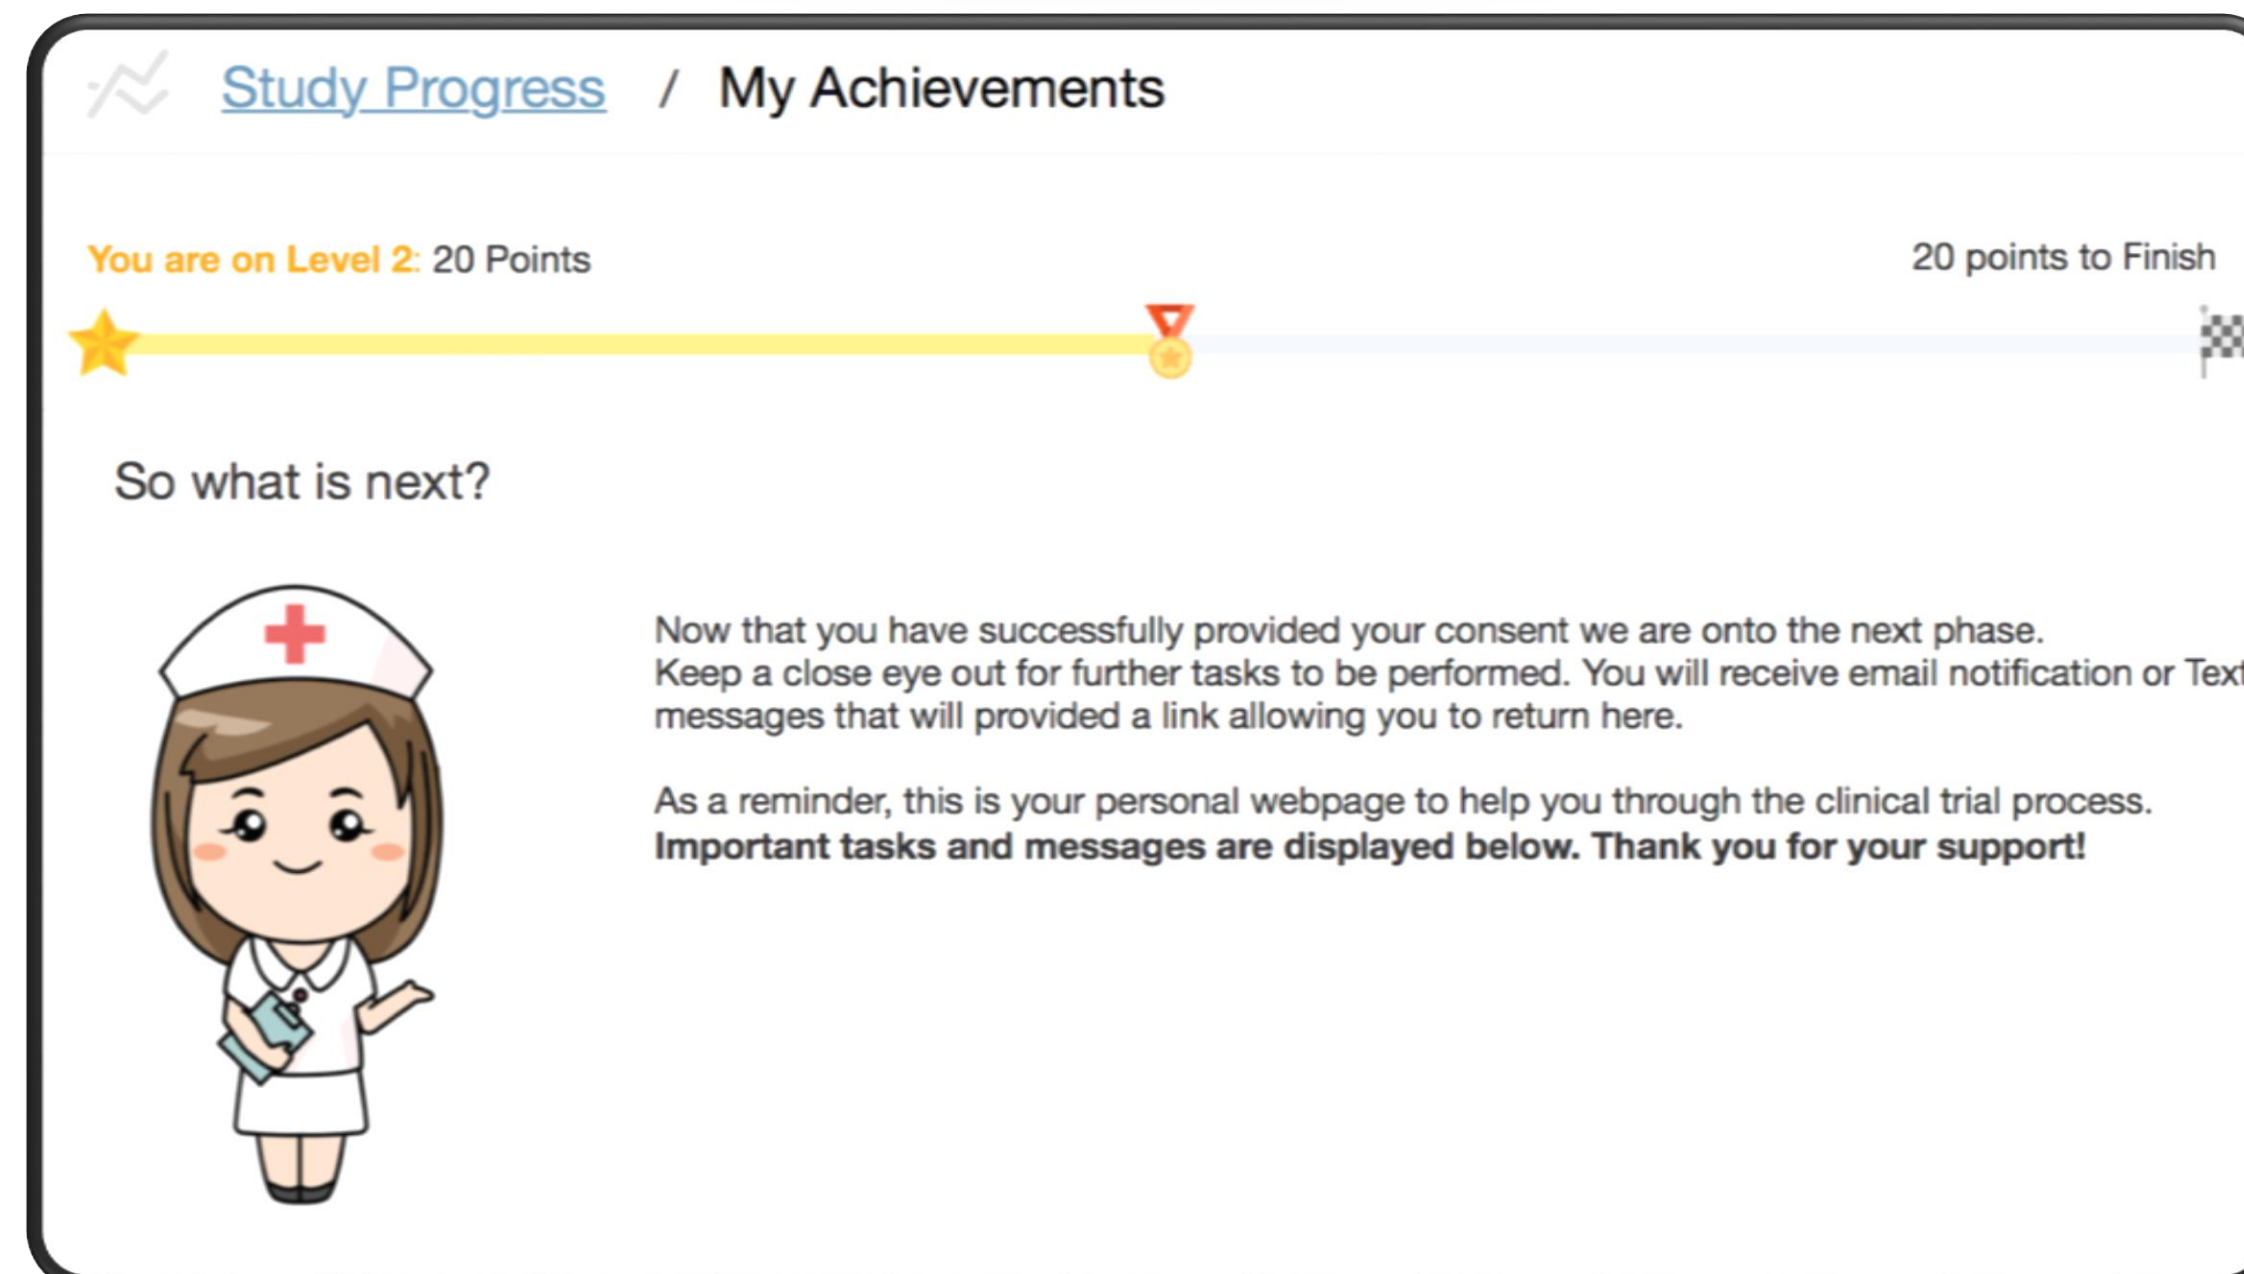 Study Progress / My Achievements
You are on Level 2: 20 Points
20 points to Finish
So what is next?
Now that you have successfully provided your consent we are onto the next phase.
Keep a close eye out for further tasks to be performed. You will receive email notification or Text
messages that will provided a link allowing you to return here.
As a reminder, this is your personal webpage to help you through the clinical trial process.
Important tasks and messages are displayed below. Thank you for your support!